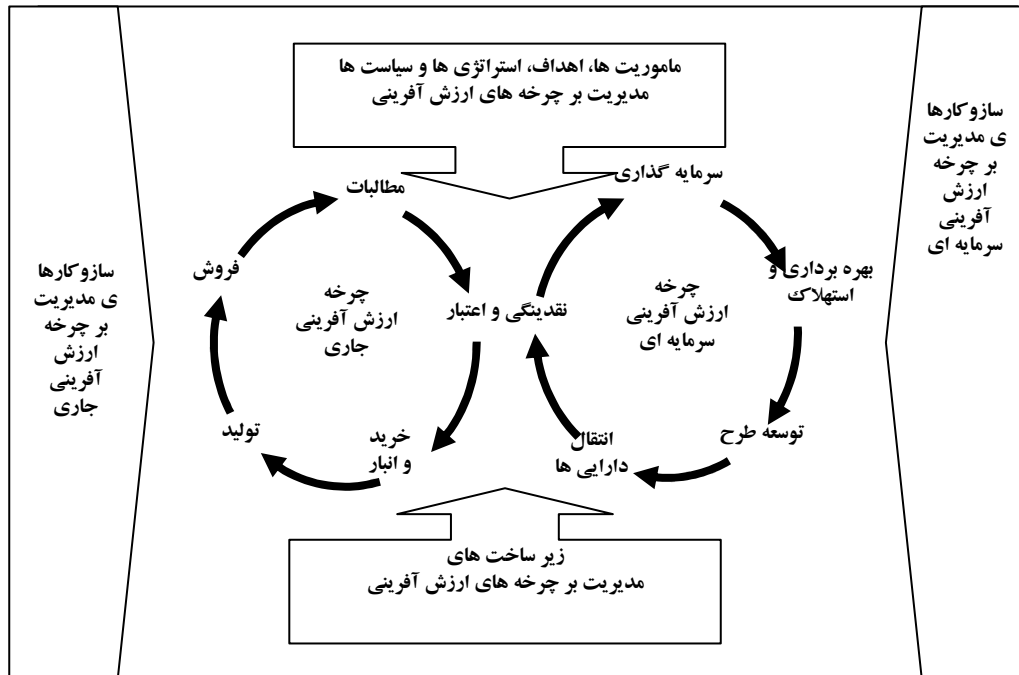 ماموریت ها، اهداف، استراتژی ها و سیاست ها
مدیریت بر چرخه های ارزش آفرینی
سازوکارها
ی مدیریت
بر چرخه
ارزش
آفرینی
سرمایه ای
سرمایه گذاری
بهره برداری و
استهلاک
توسعه طرح
انتقال
دارایی ها
چرخه
ارزش آفرینی
سرمایه ای
نقدینگی و اعتبار
مطالبات
فروش
تولید
خرید
و انبار
چرخه
ارزش آفرینی
جاری
سازوکارها
ی مدیریت
بر چرخه
ارزش
آفرینی
جاری
زیر ساخت های
مدیریت بر چرخه های ارزش آفرینی